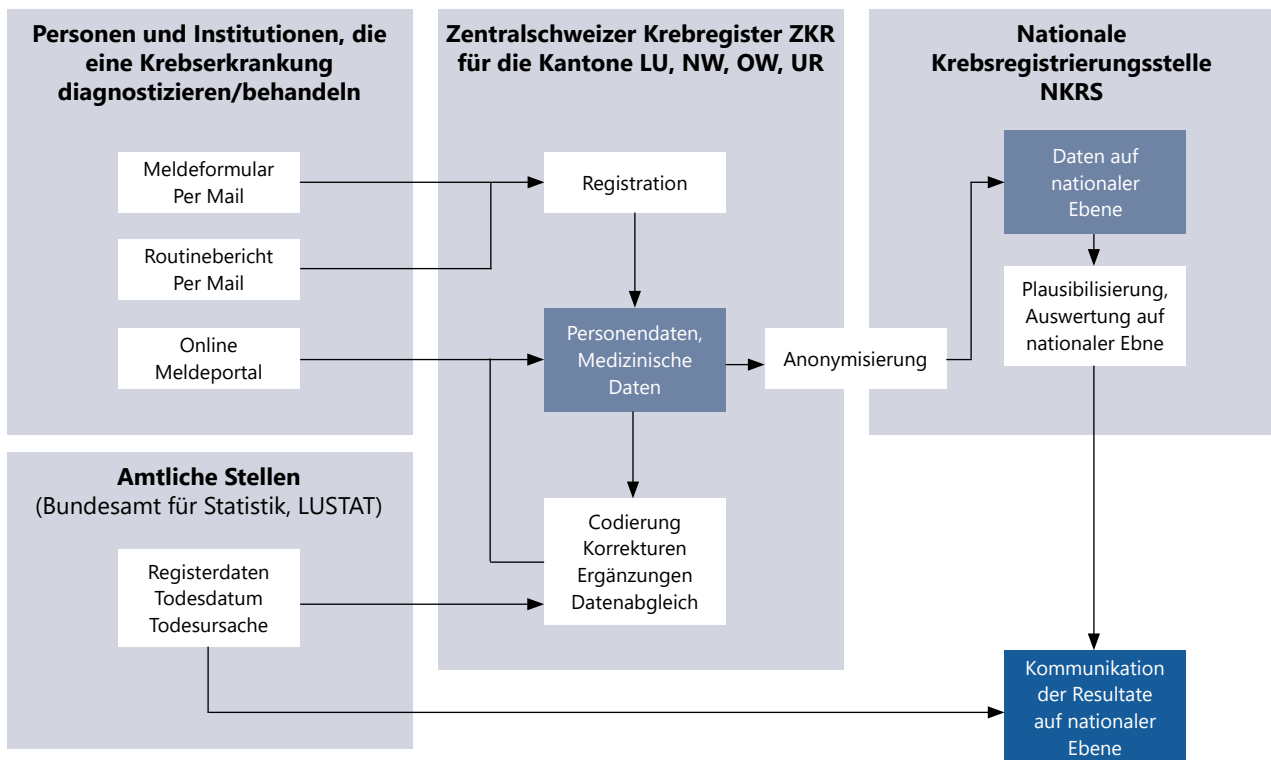 Personen und Institutionen, die
eine Krebserkrankung
diagnostizieren/behandeln
Meldeformular
Per Mail
Routinebericht
Per Mail
Online
Meldeportal
Amtliche Stellen
(Bundesamt für Statistik, LUSTAT)
Registerdaten
Todesdatum
Todesursache
Zentralschweizer Krebregister ZKR
für die Kantone LU, NW, OW, UR
Registration
Personendaten,
Medizinische
Daten
Codierung
Korrekturen
Ergänzungen
Datenabgleich
Anonymisierung
Nationale
Krebsregistrierungsstelle
NKRS
Daten auf
nationaler
Ebene
Plausibilisierung,
Auswertung auf
nationaler Ebne
Kommunikation
der Resultate
auf nationaler
Ebene